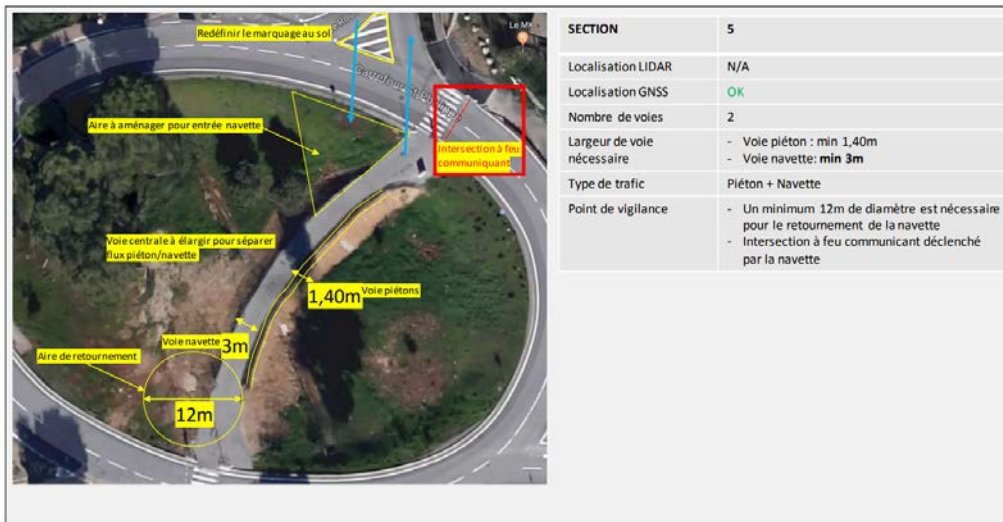 Redéfinir le marquage au sol
Le M
Carrefour St Philippe
Aire à aménager pour entrée navette
Intersection à feu
communiquant
Voie centrale à élargir pour séparer
flux piéton/navette
1,40m Voie piétons
Voie navette 3m
Aire de retournement
12m
SECTION 5
Localisation LIDAR N/A
Localisation GNSS OK
Nombre de voies 2
Largeur de voie
nécessaire
- Voie piéton : min 1,40m
- Voie navette: min 3m
Type de trafic Piéton + Navette
Point de vigilance
- Un minimum 12m de diamètre est nécessaire
pour le retournement de la navette
- Intersection à feu communicant déclenché
par la navette